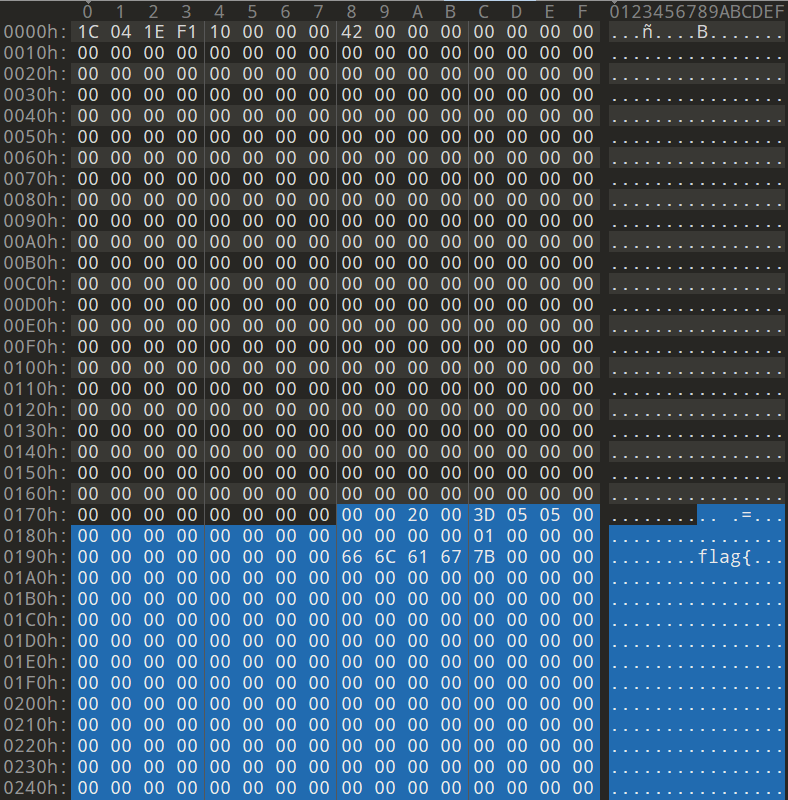 0 1 2 3 4 5 6 7 8 9 A B C D E F 0123456789ABCDEF
0000h: 1C 04 1E F1 10 00 00 00 42 00 00 00 00 00 00 00 ...ñ....B.......
0010h: 00 00 00 00 00 00 00 00 00 00 00 00 00 00 00 00 ................
0020h: 00 00 00 00 00 00 00 00 00 00 00 00 00 00 00 00 ................
0030h: 00 00 00 00 00 00 00 00 00 00 00 00 00 00 00 00 ................
0040h: 00 00 00 00 00 00 00 00 00 00 00 00 00 00 00 00 ................
0050h: 00 00 00 00 00 00 00 00 00 00 00 00 00 00 00 00 ................
0060h: 00 00 00 00 00 00 00 00 00 00 00 00 00 00 00 00 ................
0070h: 00 00 00 00 00 00 00 00 00 00 00 00 00 00 00 00 ................
0080h: 00 00 00 00 00 00 00 00 00 00 00 00 00 00 00 00 ................
0090h: 00 00 00 00 00 00 00 00 00 00 00 00 00 00 00 00 ................
00A0h: 00 00 00 00 00 00 00 00 00 00 00 00 00 00 00 00 ................
00B0h: 00 00 00 00 00 00 00 00 00 00 00 00 00 00 00 00 ................
00C0h: 00 00 00 00 00 00 00 00 00 00 00 00 00 00 00 00 ................
00D0h: 00 00 00 00 00 00 00 00 00 00 00 00 00 00 00 00 ................
00E0h: 00 00 00 00 00 00 00 00 00 00 00 00 00 00 00 00 ................
00F0h: 00 00 00 00 00 00 00 00 00 00 00 00 00 00 00 00 ................
0100h: 00 00 00 00 00 00 00 00 00 00 00 00 00 00 00 00 ................
0110h: 00 00 00 00 00 00 00 00 00 00 00 00 00 00 00 00 ................
0120h: 00 00 00 00 00 00 00 00 00 00 00 00 00 00 00 00 ................
0130h: 00 00 00 00 00 00 00 00 00 00 00 00 00 00 00 00 ................
0140h: 00 00 00 00 00 00 00 00 00 00 00 00 00 00 00 00 ................
0150h: 00 00 00 00 00 00 00 00 00 00 00 00 00 00 00 00 ................
0160h: 00 00 00 00 00 00 00 00 00 00 00 00 00 00 00 00 ................
0170h: 00 00 00 00 00 00 00 00 00 00 20 00 3D 05 05 00 .......... .=...
0180h: 00 00 00 00 00 00 00 00 00 00 00 00 01 00 00 00 ................
0190h: 00 00 00 00 00 00 00 00 66 6C 61 67 7B 00 00 00 ........flag{...
01A0h: 00 00 00 00 00 00 00 00 00 00 00 00 00 00 00 00 ................
01B0h: 00 00 00 00 00 00 00 00 00 00 00 00 00 00 00 00 ................
01C0h: 00 00 00 00 00 00 00 00 00 00 00 00 00 00 00 00 ................
01D0h: 00 00 00 00 00 00 00 00 00 00 00 00 00 00 00 00 ................
01E0h: 00 00 00 00 00 00 00 00 00 00 00 00 00 00 00 00 ................
01F0h: 00 00 00 00 00 00 00 00 00 00 00 00 00 00 00 00 ................
0200h: 00 00 00 00 00 00 00 00 00 00 00 00 00 00 00 00 ................
0210h: 00 00 00 00 00 00 00 00 00 00 00 00 00 00 00 00 ................
0220h: 00 00 00 00 00 00 00 00 00 00 00 00 00 00 00 00 ................
0230h: 00 00 00 00 00 00 00 00 00 00 00 00 00 00 00 00 ................
0240h: 00 00 00 00 00 00 00 00 00 00 00 00 00 00 00 00 ................